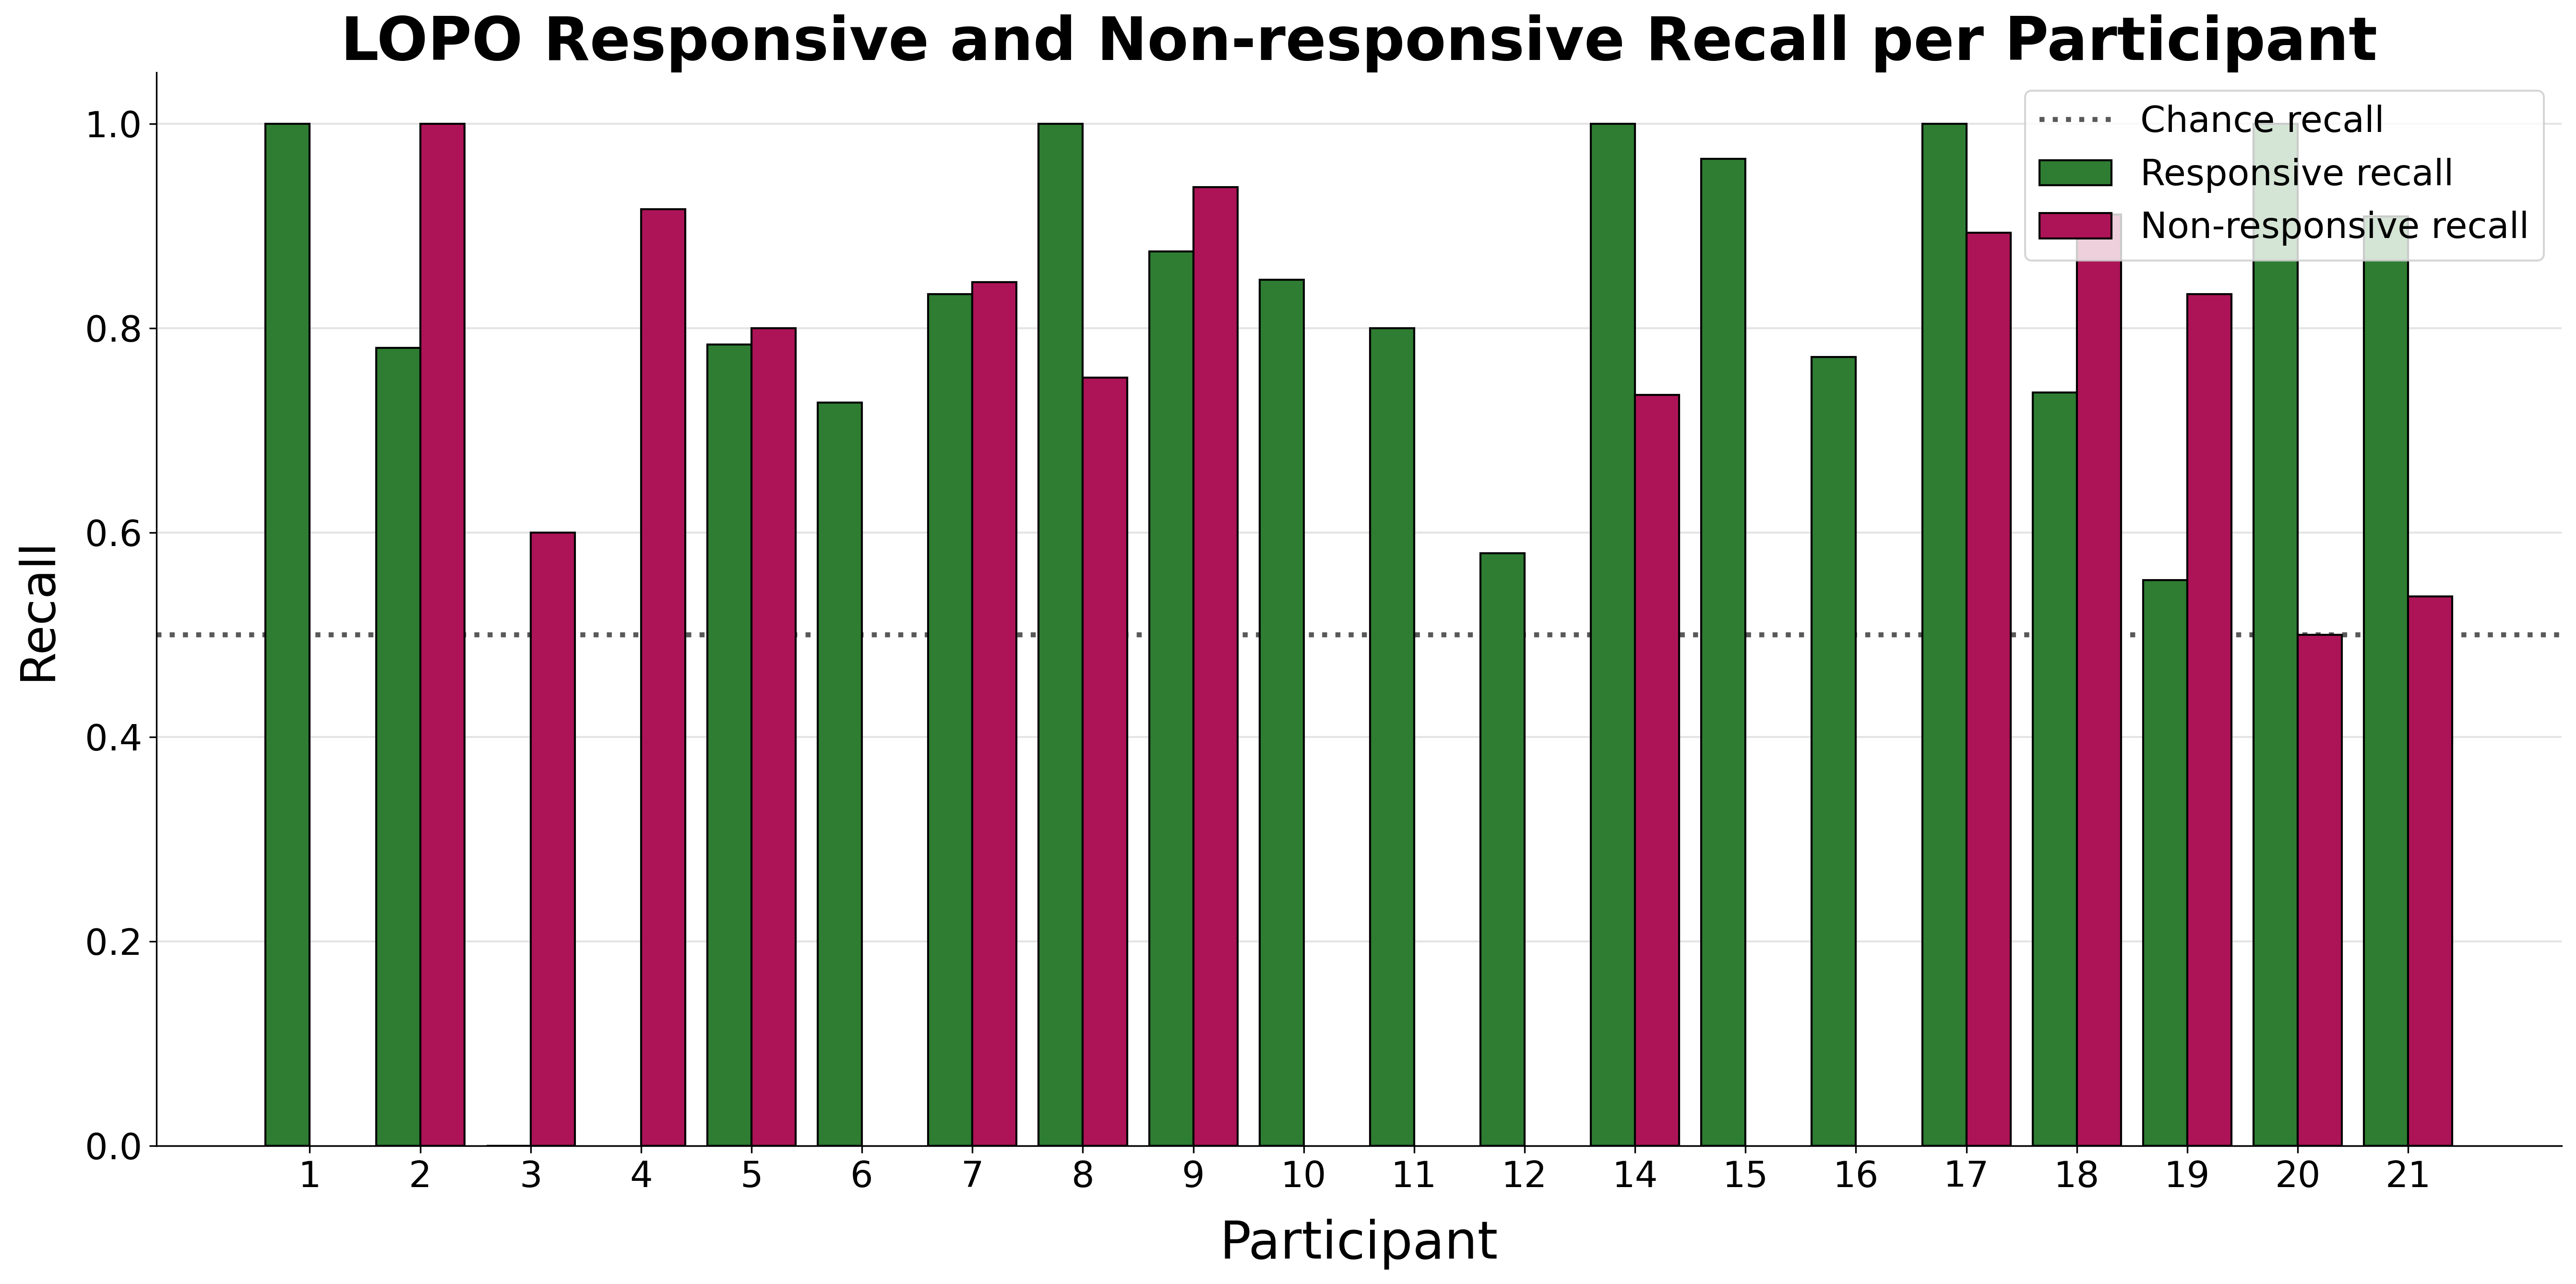 LOPO Responsive and Non-responsive Recall per Participant
Chance recall
Responsive recall
Non-responsive recall
Recall
1.0
0.8
0.6
0.4
0.2
0.0
1 2 3 4 5 6 7 8 9 10 11 12 14 15 16 17 18 19 20 21
Participant